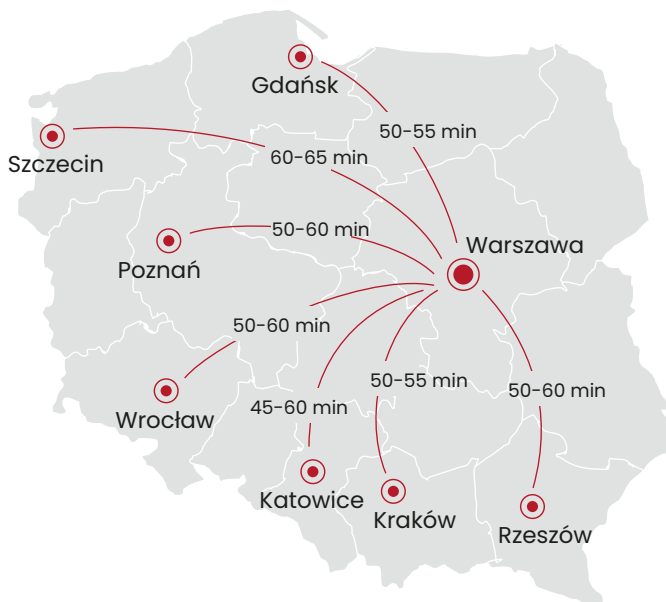 Gdańsk
50-55 min
Szczecin
60-65 min
50-60 min
Warszawa
Poznań
50-60 min
50-55 min
50-60 min
45-60 min
Wrocław
Katowice
Kraków
Rzeszów